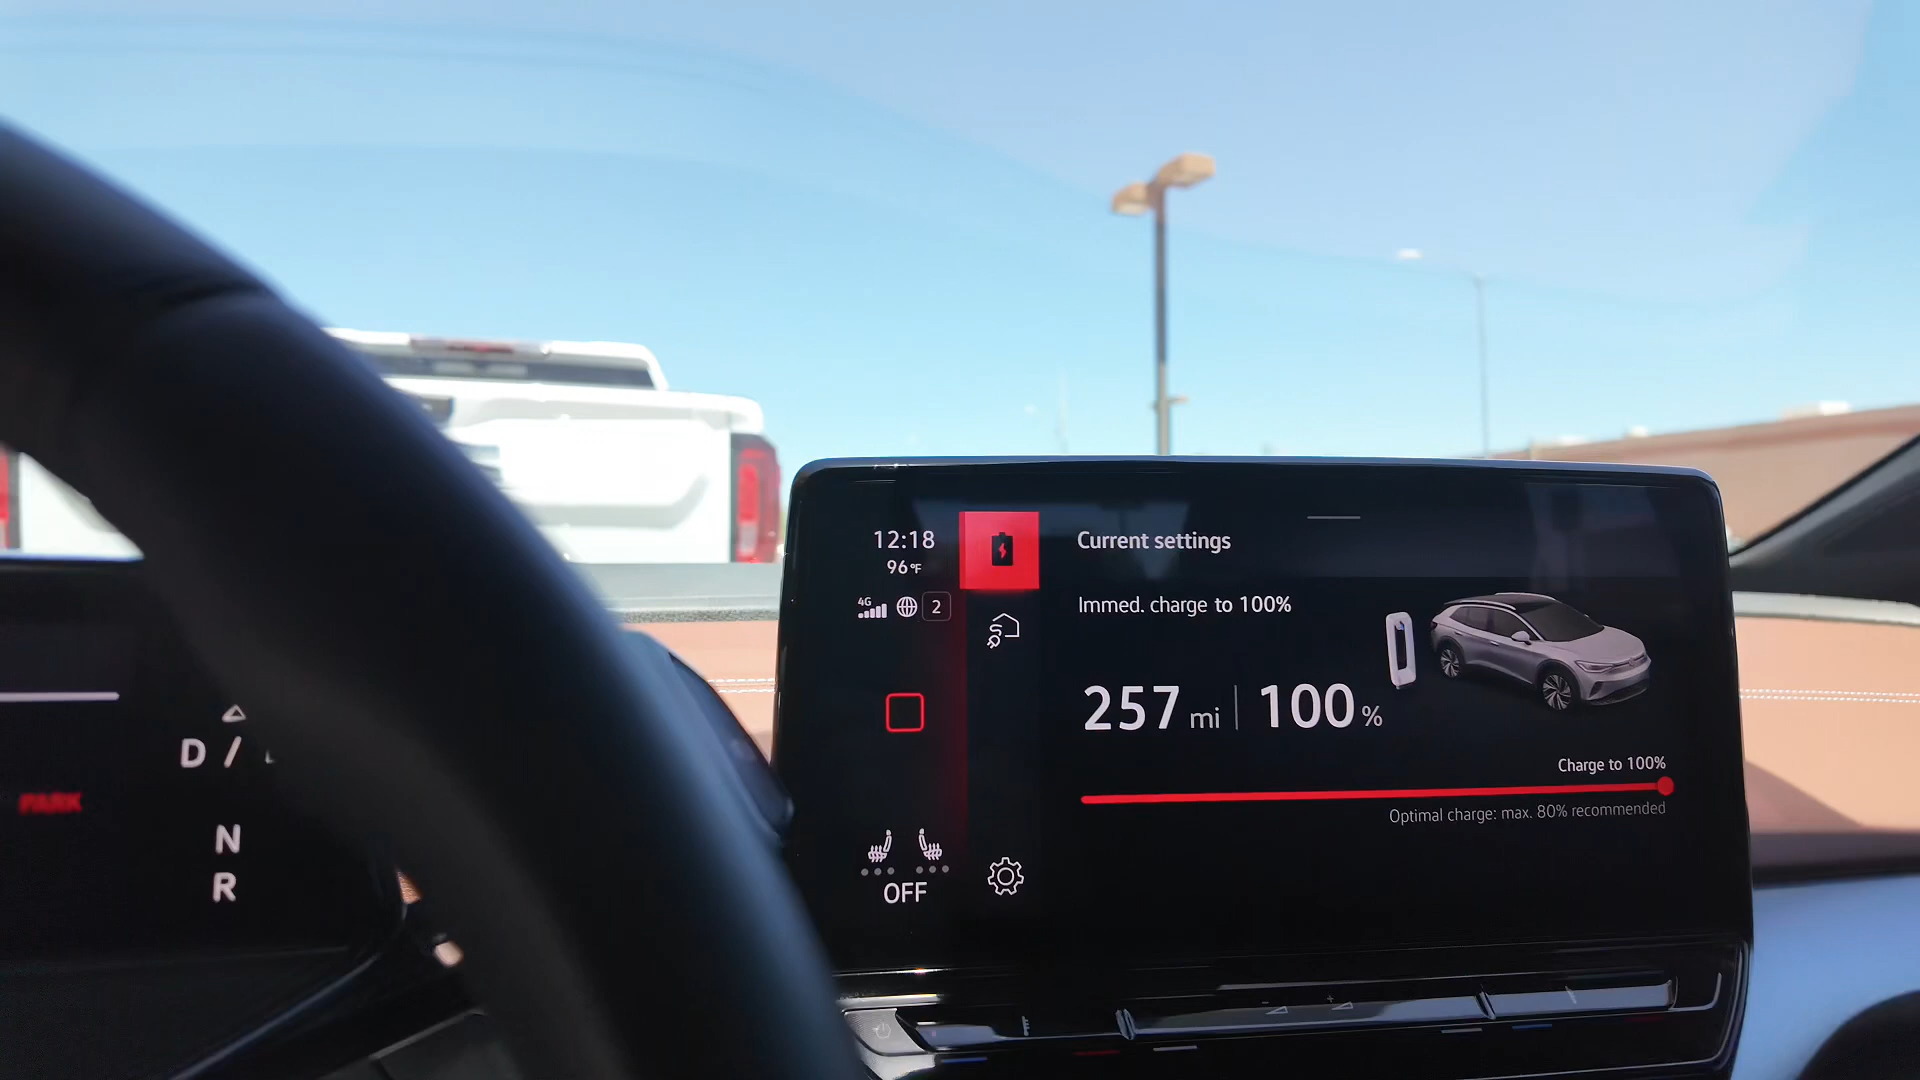 12:18
96°F
4G
2
OFF
Current settings
Immed. charge to 100%
257 mi | 100 %
Charge to 100%
Optimal charge: max. 80% recommended
D /
PARK
N
R